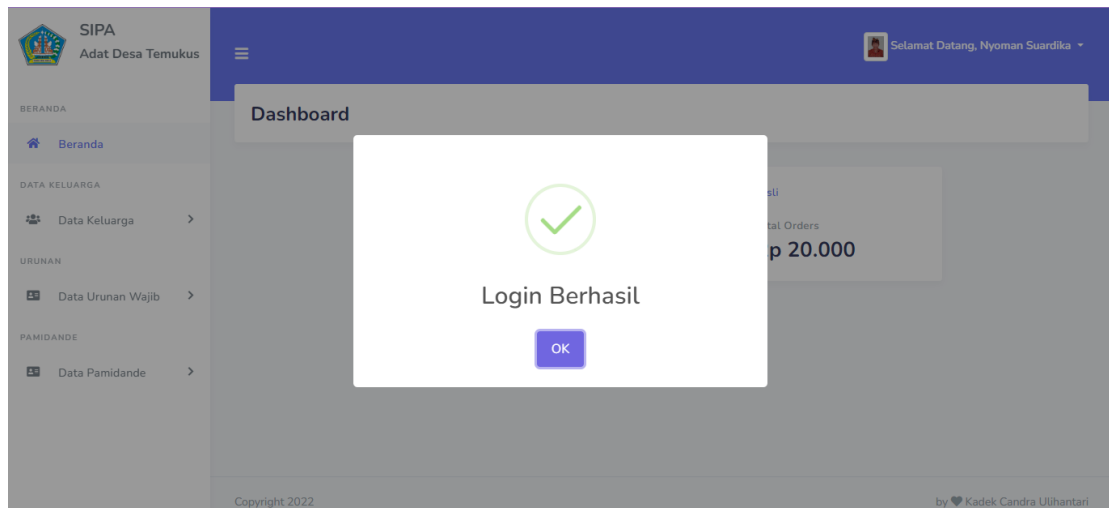 SIPA
Adat Desa Temukus
Selamat Datang, Nyoman Suardika
BERANDA
Beranda
DATA KELUARGA
Data Keluarga
URUNAN
Data Urunan Wajib
PAMIDANDE
Data Pamidande
Dashboard
sli
tal Orders
p 20.000
Login Berhasil
OK
Copyright 2022
by ♥ Kadek Candra Ulihantari